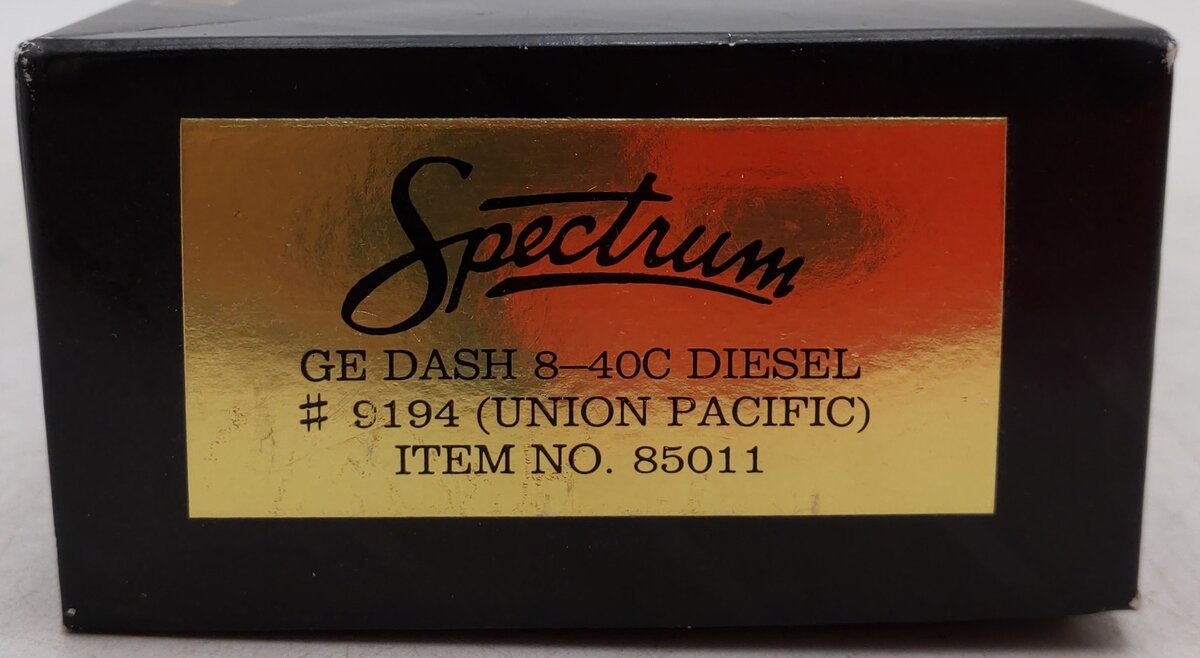 Spectrum
GE DASH 8–40C DIESEL
# 9194 (UNION PACIFIC)
ITEM NO. 85011